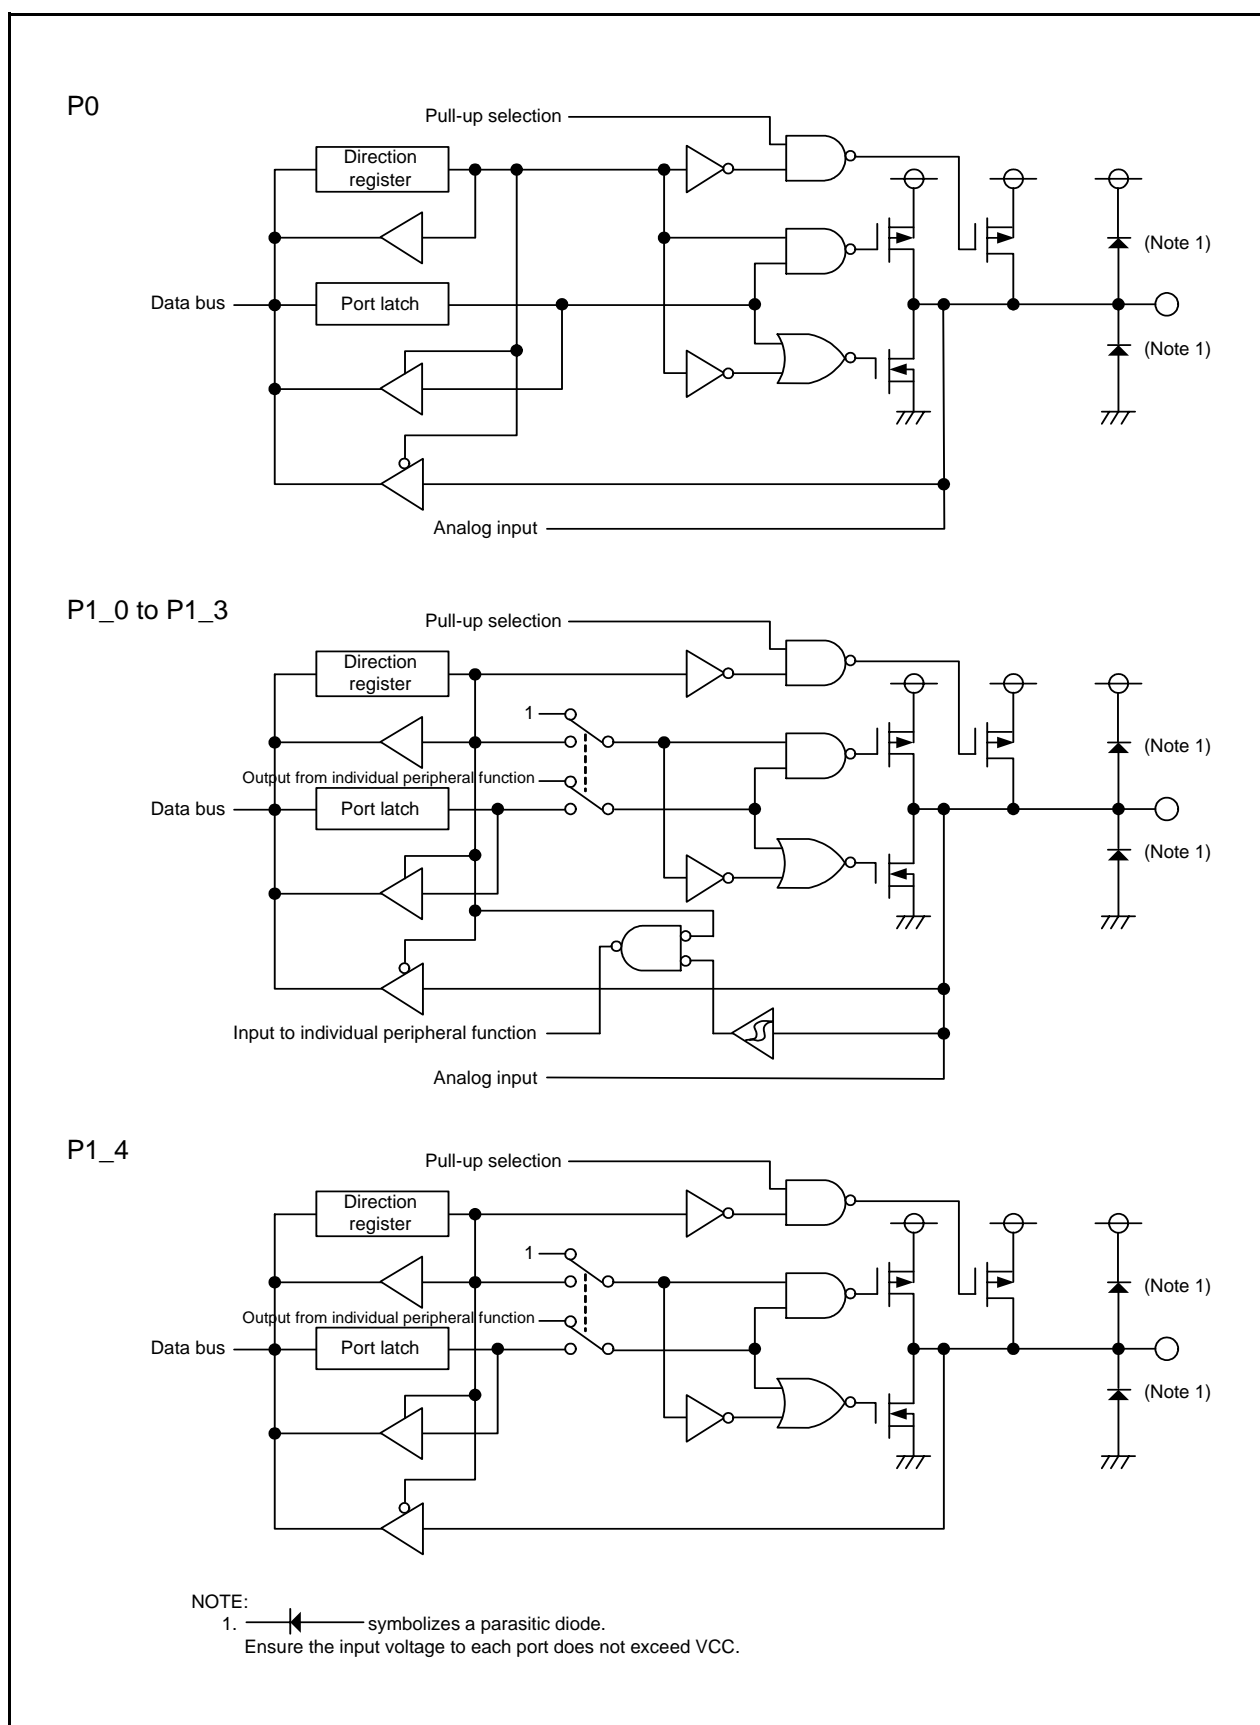 P0
Pull-up selection
Direction
register
(Note 1)
Data bus
Port latch
(Note 1)
Analog input
P1_0 to P1_3
Pull-up selection
Direction
register
1
(Note 1)
Output from individual peripheral function
Data bus
Port latch
(Note 1)
Input to individual peripheral function
Analog input
P1_4
Pull-up selection
Direction
register
1
(Note 1)
Output from individual peripheral function
Data bus
Port latch
(Note 1)
NOTE:
1. symbolizes a parasitic diode.
Ensure the input voltage to each port does not exceed VCC.